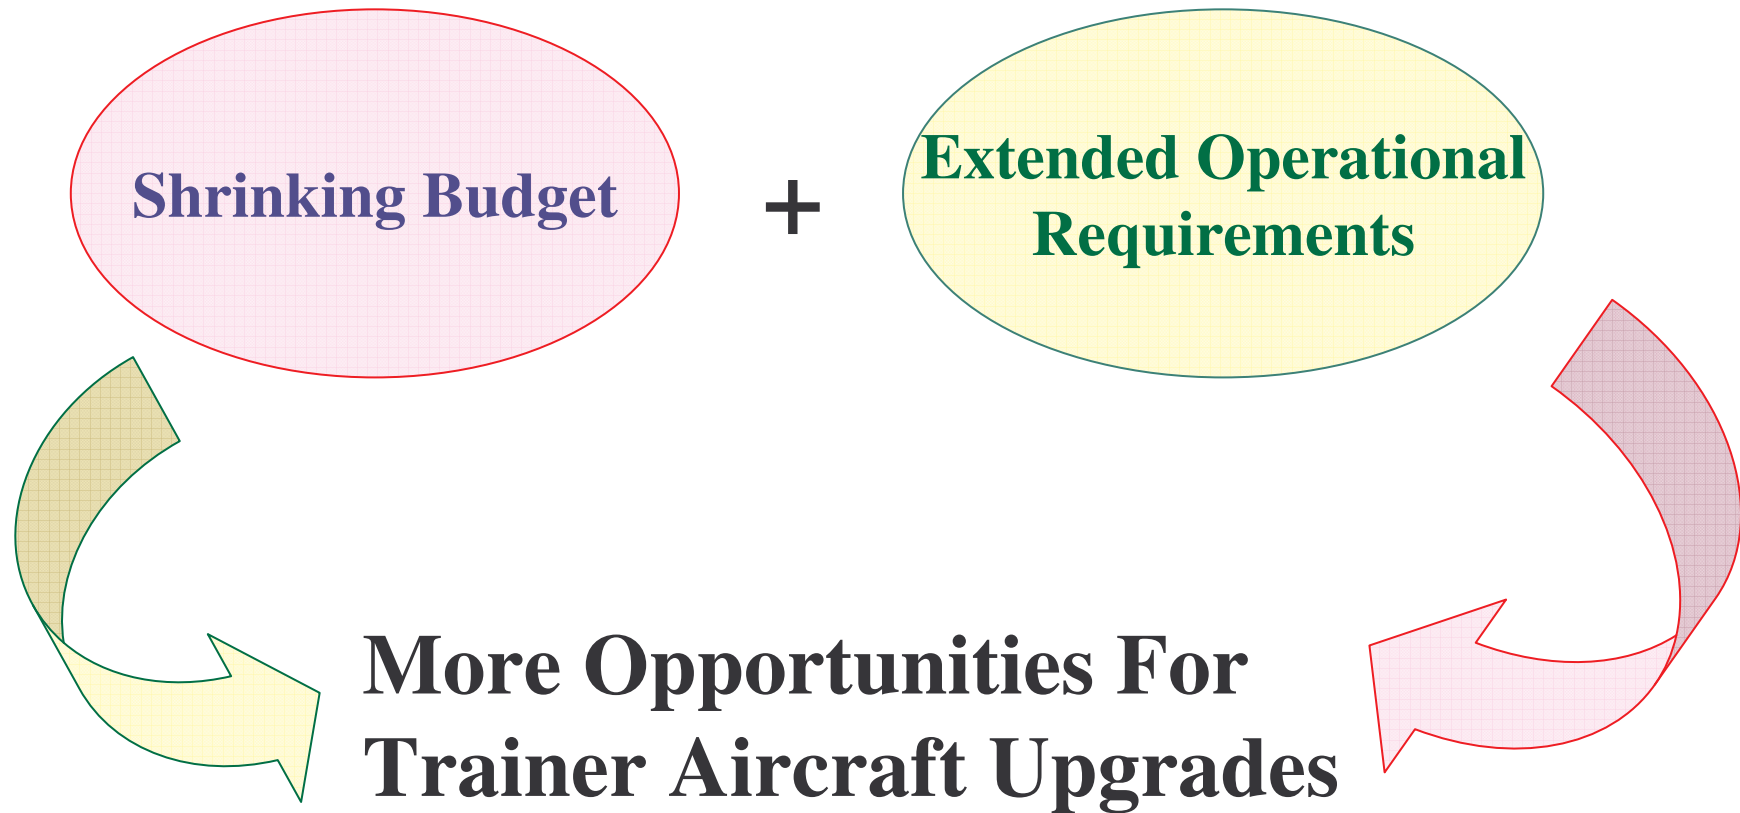 Shrinking Budget
+
Extended Operational
Requirements
More Opportunities For
Trainer Aircraft Upgrades